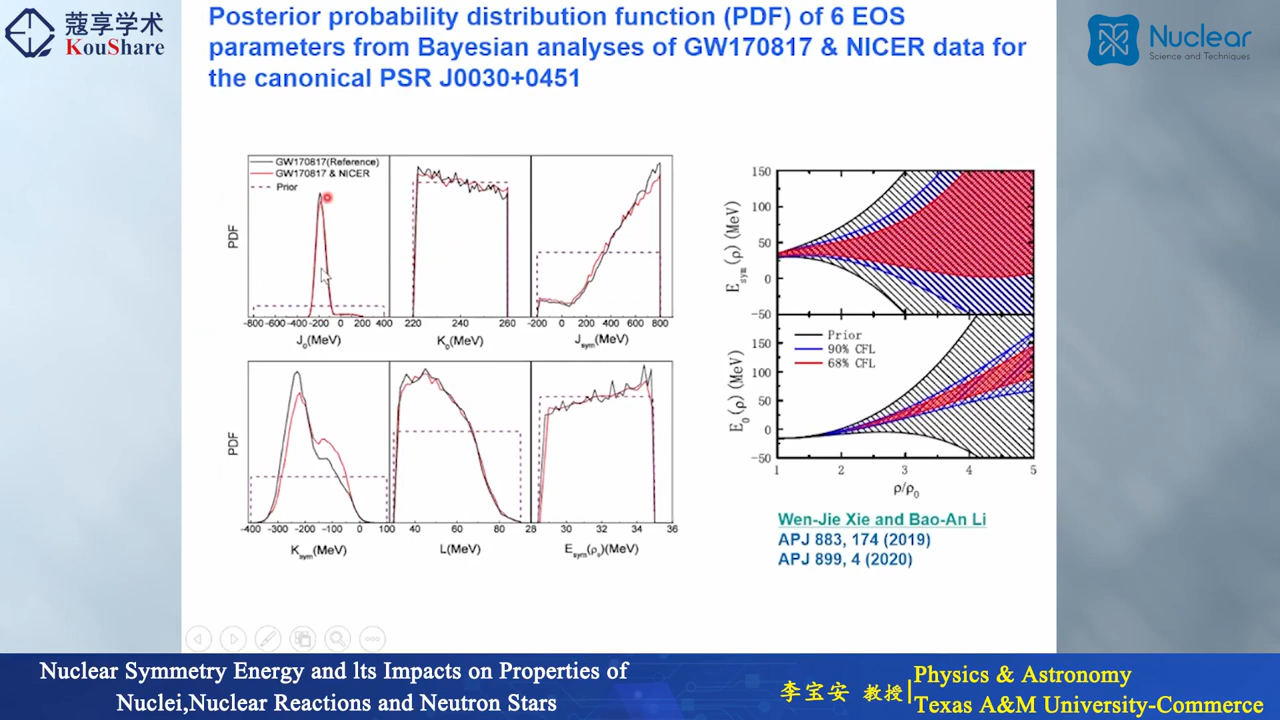 蔻享学术
KouShare
Posterior probability distribution function (PDF) of 6 EOS
parameters from Bayesian analyses of GW170817 & NICER data for
the canonical PSR J0030+0451
Nuclear
Science and Techniques
GW170817(Reference)
GW170817 & NICER
Prior
PDF
-800 -600 -400 -200 0 200 400
J₀(MeV)
220 240 260
K₀(MeV)
-200 0 200 400 600 800
Jsym(MeV)
PDF
-400 -300 -200 -100 0 100
Ksym(MeV)
40 60 80
L(MeV)
28 30 32 34 36
Esym(ρ₀)(MeV)
150
100
50
0
-50
Esym(ρ)(MeV)
Prior
90% CFL
68% CFL
150
100
50
0
-50
E₀(ρ)(MeV)
1 2 3 4 5
ρ/ρ₀
Wen-Jie Xie and Bao-An Li
APJ 883, 174 (2019)
APJ 899, 4 (2020)
Nuclear Symmetry Energy and lts Impacts on Properties of
Nuclei,Nuclear Reactions and Neutron Stars
李宝安 教授
Physics & Astronomy
Texas A&M University-Commerce